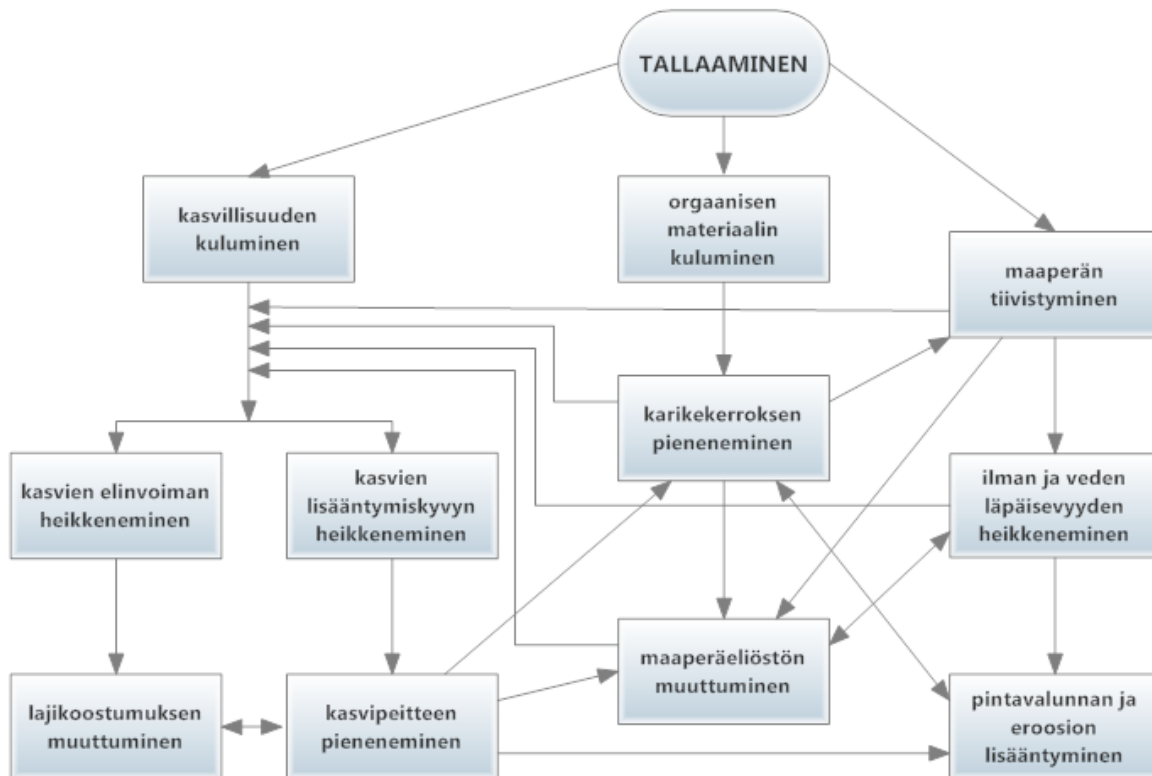 TALLAAMINEN
kasvillisuuden
kuluminen
orgaanisen
materiaalin
kuluminen
maaperän
tiivistyminen
karikekerroksen
pieneneminen
kasvien elinvoiman
heikkeneminen
kasvien
lisääntymiskyvyn
heikkeneminen
ilman ja veden
läpäisevyyden
heikkeneminen
maaperäeliöstön
muuttuminen
lajikoostumuksen
muuttuminen
kasvipeitteen
pieneneminen
pintavalunnan ja
eroosion
lisääntyminen